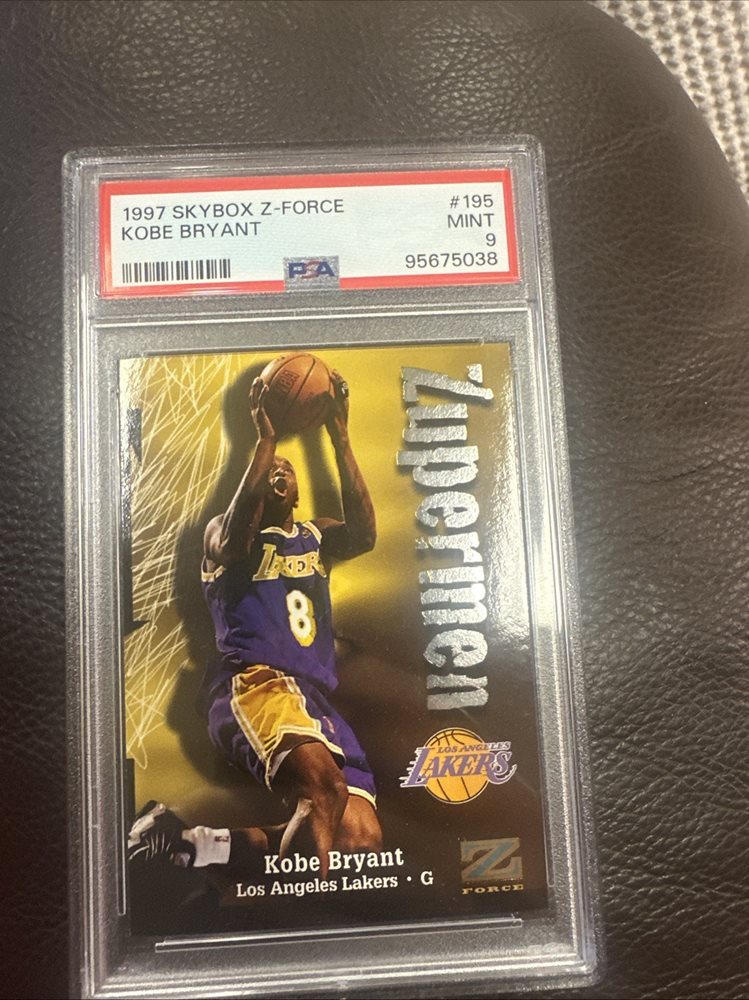 1997 SKYBOX Z-FORCE
KOBE BRYANT
#195
MINT
9
95675038
PSA
Zupermen
LAKERS
8
LOS ANGELES
LAKERS
Kobe Bryant
Los Angeles Lakers · G
Z
FORCE